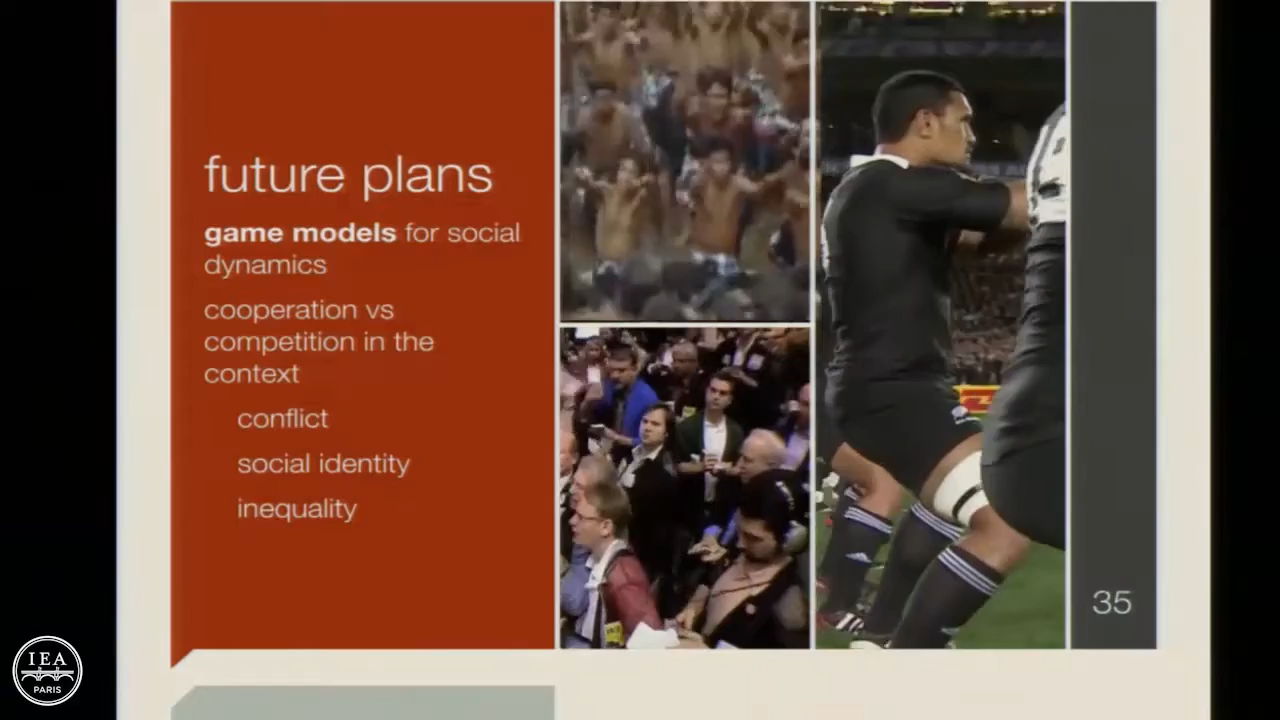 future plans
game models for social
dynamics
cooperation vs
competition in the
context
conflict
social identity
inequality
35
IEA
PARIS